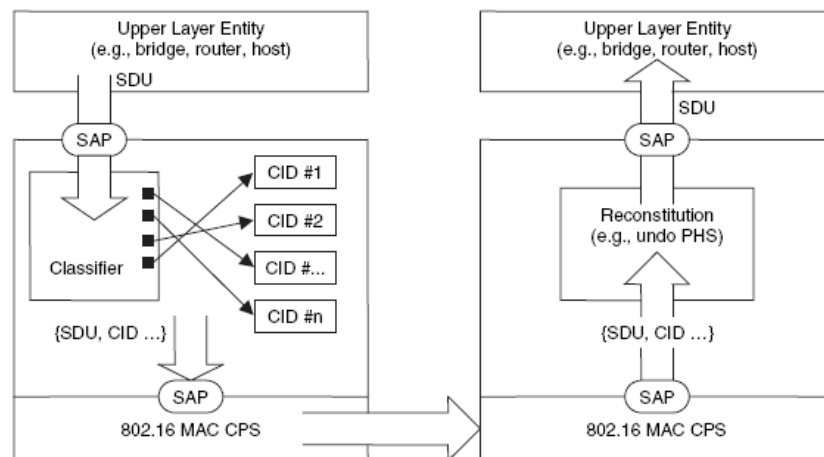 Upper Layer Entity
(e.g., bridge, router, host)
SDU
SAP
Classifier
CID #1
CID #2
CID #...
CID #n
{SDU, CID ...}
SAP
802.16 MAC CPS
Upper Layer Entity
(e.g., bridge, router, host)
SDU
SAP
Reconstitution
(e.g., undo PHS)
{SDU, CID ...}
SAP
802.16 MAC CPS